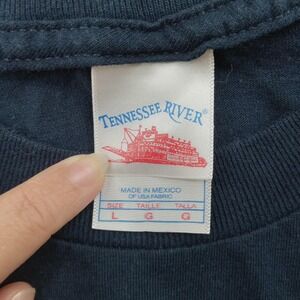 TENNESSEE RIVER®
MADE IN MEXICO
OF USA FABRIC
SIZE TAILLE TALLA
L G G